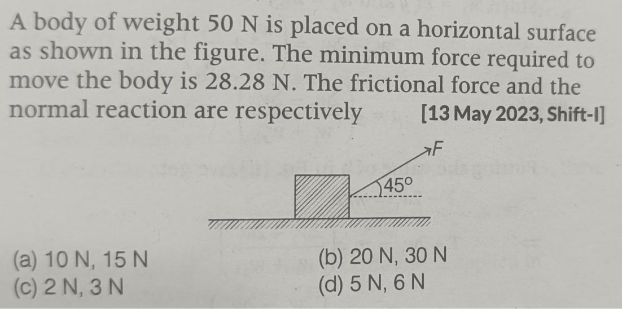 A body of weight 50 N is placed on a horizontal surface
as shown in the figure. The minimum force required to
move the body is 28.28 N. The frictional force and the
normal reaction are respectively [13 May 2023, Shift-I]
F
45°
(a) 10 N, 15 N (b) 20 N, 30 N
(c) 2 N, 3 N (d) 5 N, 6 N